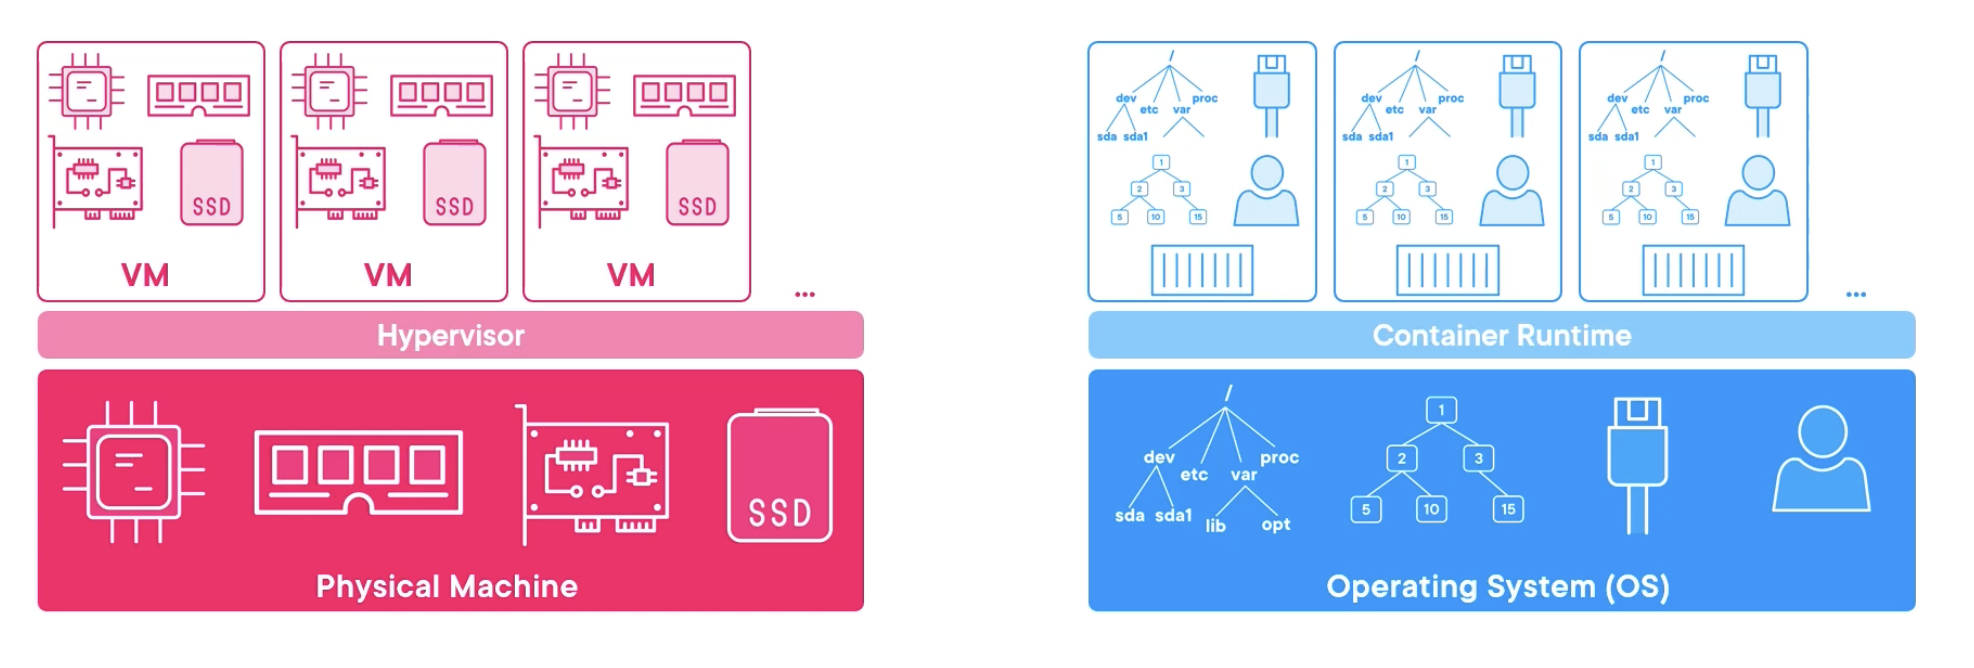 SSD
VM
SSD
VM
SSD
VM
...
Hypervisor
SSD
Physical Machine
/
dev
etc
var
proc
sda sda1
1
2
3
5
10
15
/
dev
etc
var
proc
sda sda1
1
2
3
5
10
15
/
dev
etc
var
proc
sda sda1
1
2
3
5
10
15
...
Container Runtime
/
dev
etc
var
proc
sda sda1
lib
opt
1
2
3
5
10
15
Operating System (OS)